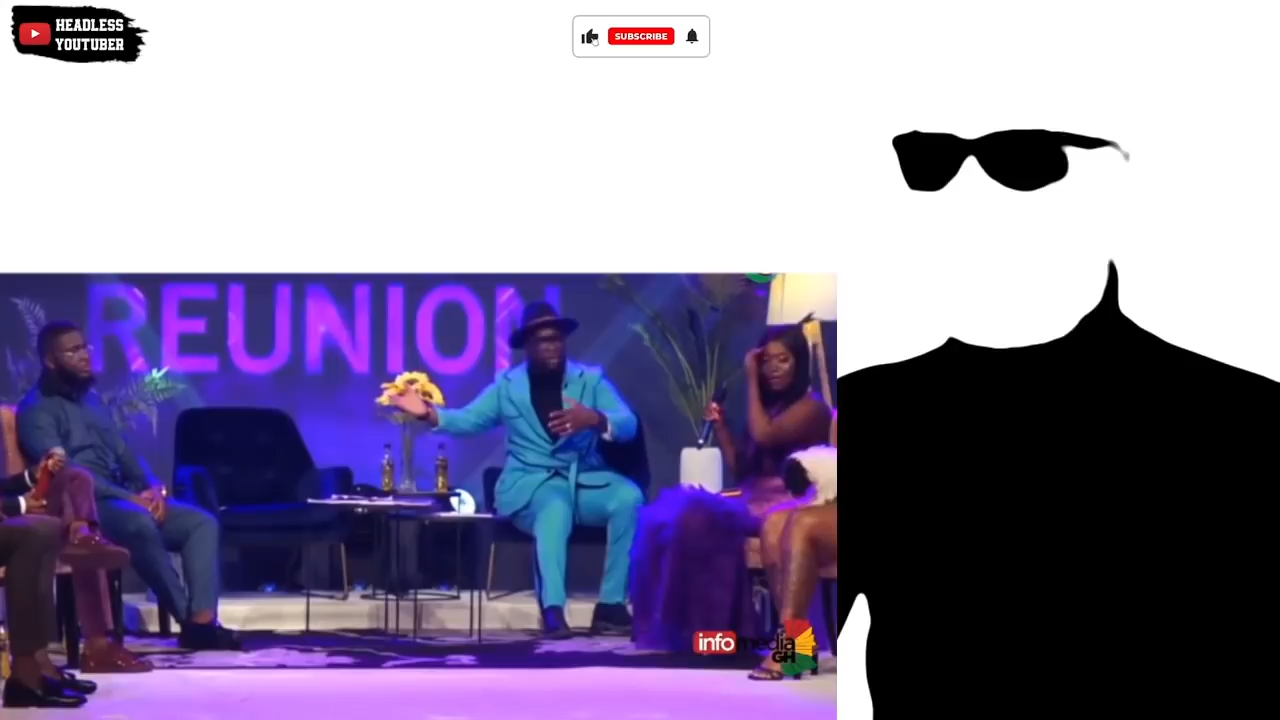 HEADLESS
YOUTUBER
SUBSCRIBE
REUNION
info media
GH